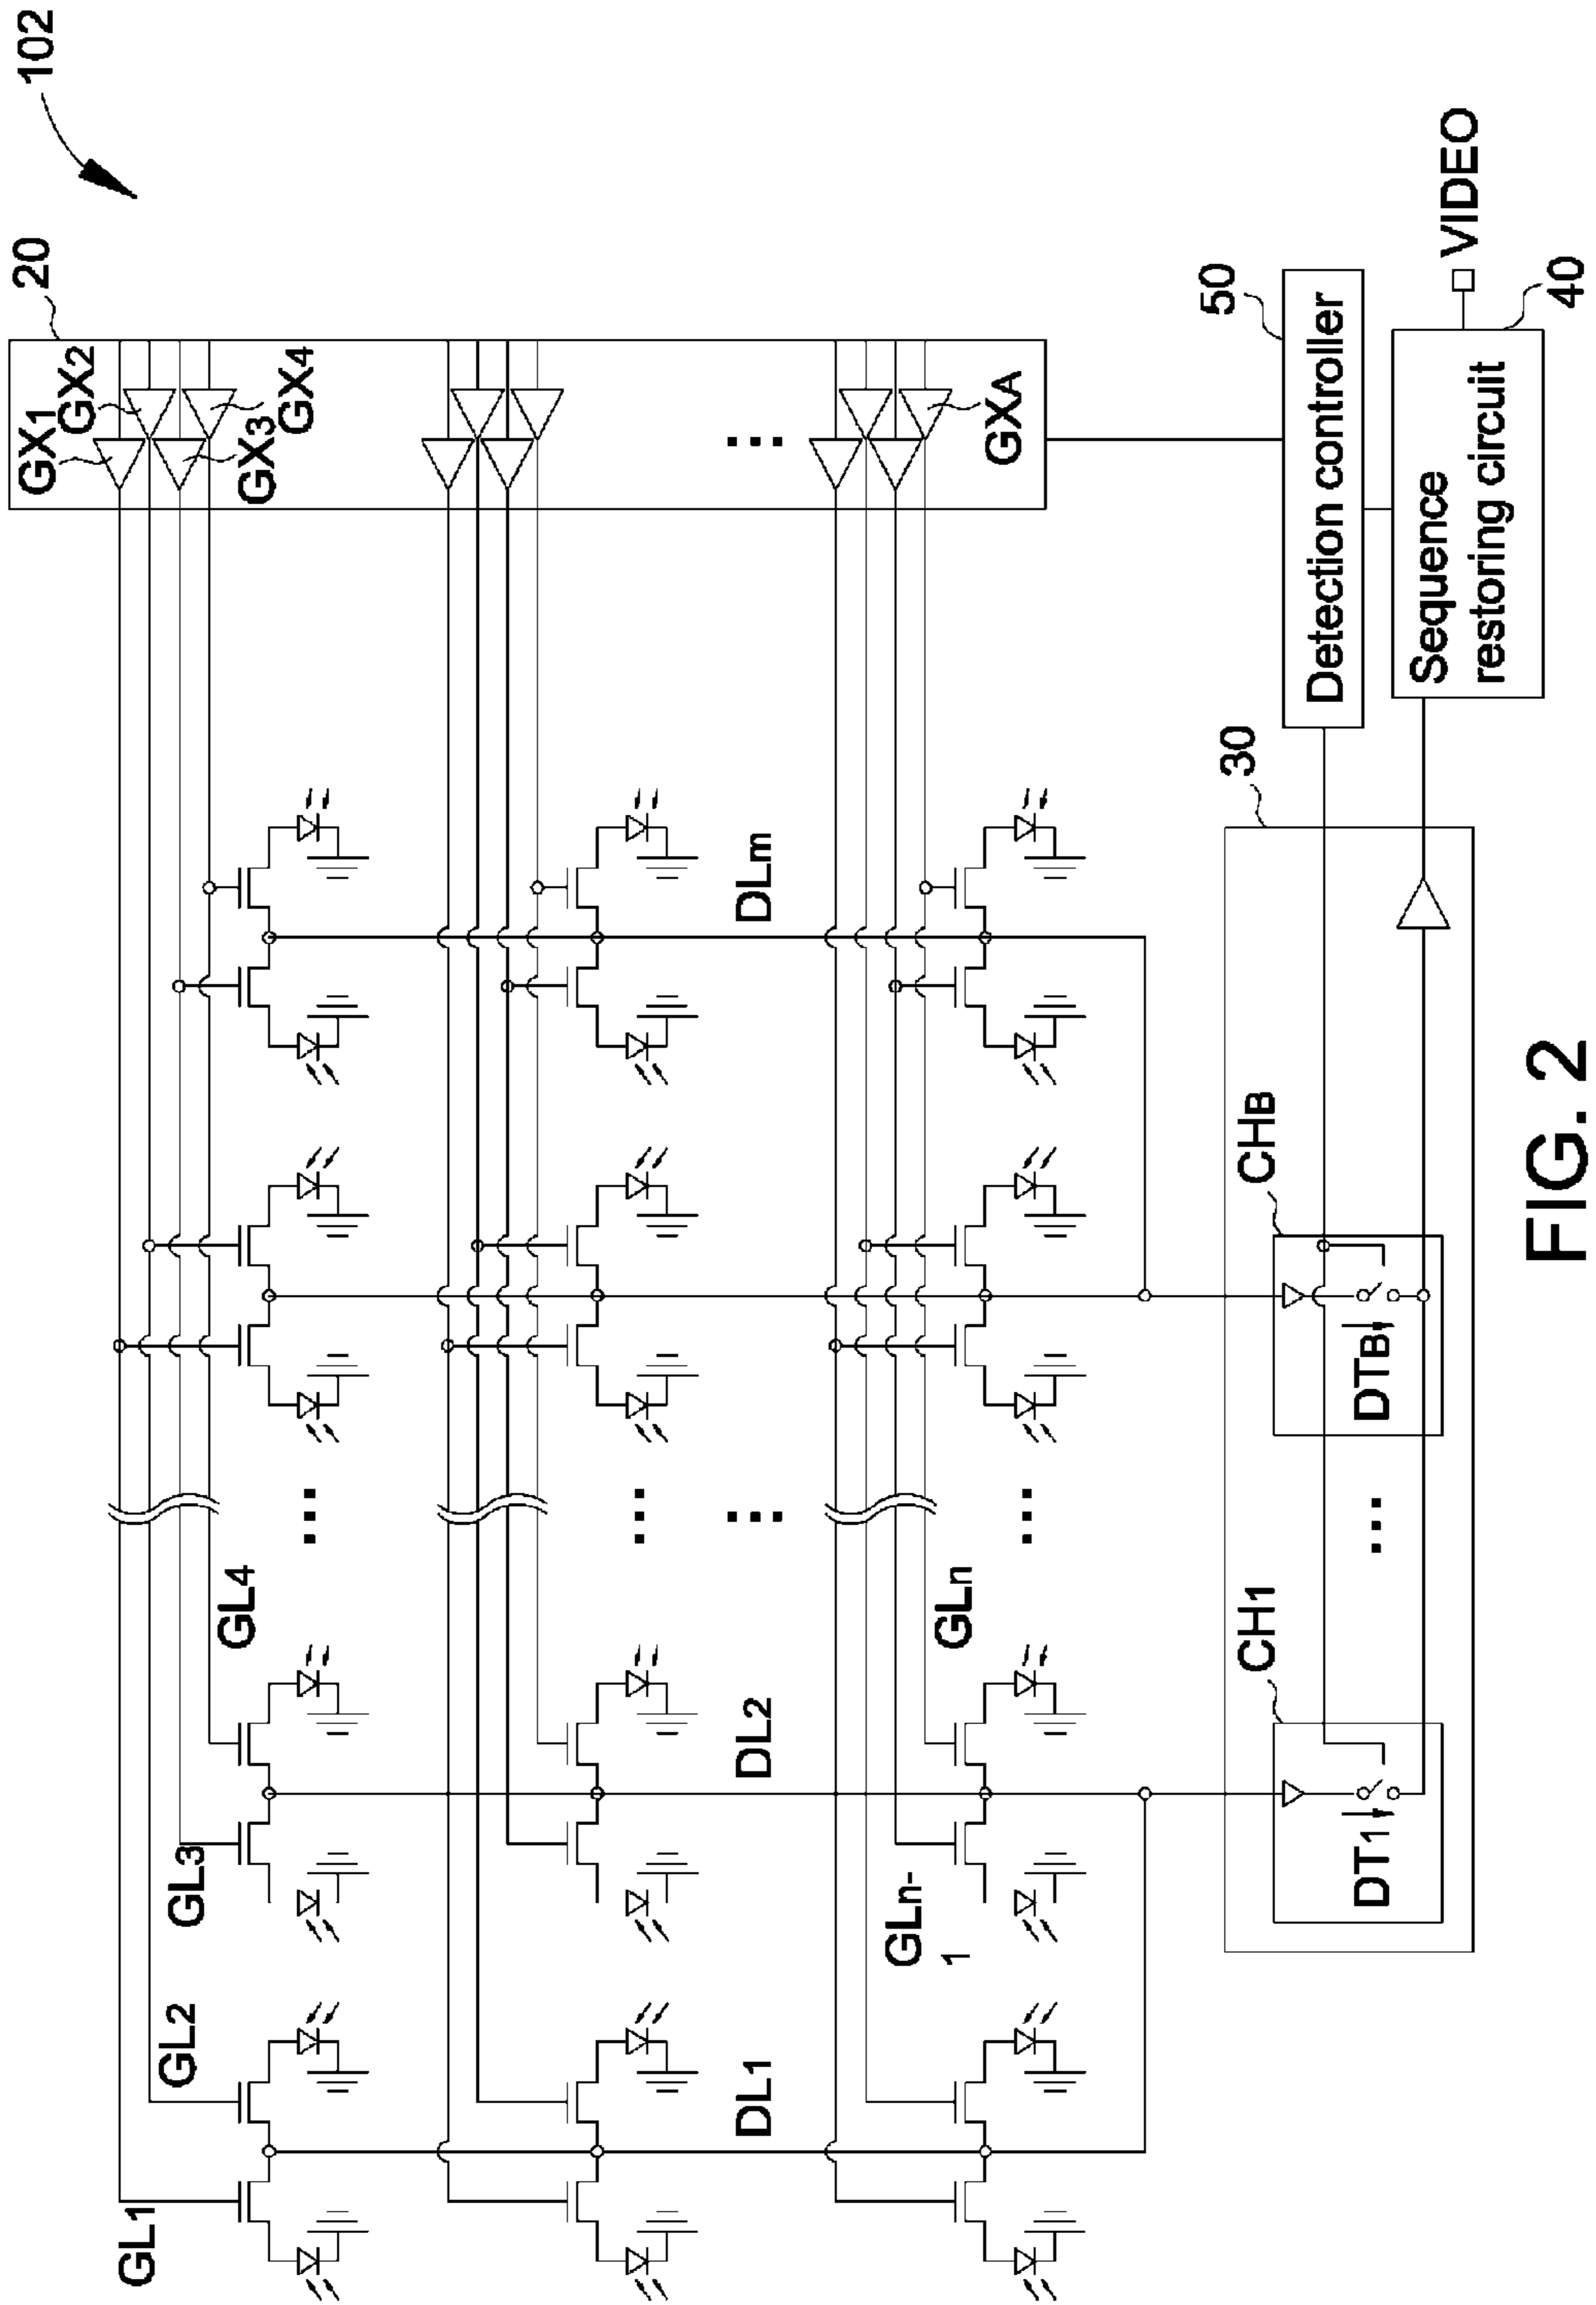 102
20
GX1
GX2
GX3
GX4
GXA
GL1
GL2
GL3
GL4
GLn-
1
GLn
DL1
DL2
DLm
50
Detection controller
VIDEO
40
Sequence
restoring circuit
30
CH1
DT1
CHB
DTB
FIG. 2